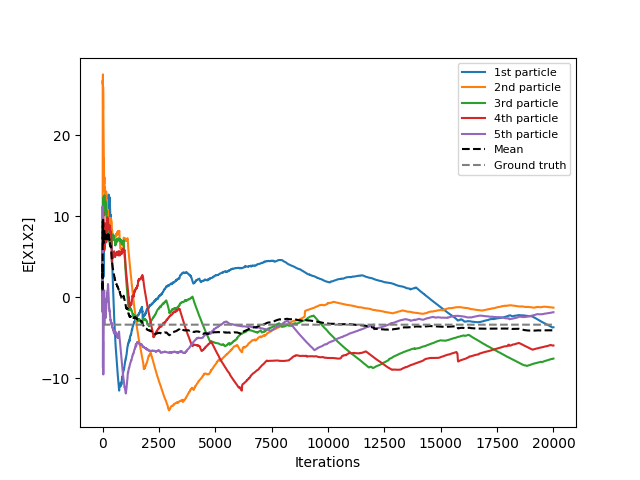 1st particle
2nd particle
3rd particle
4th particle
5th particle
Mean
Ground truth
E[X1X2]
20
10
0
−10
0 2500 5000 7500 10000 12500 15000 17500 20000
Iterations